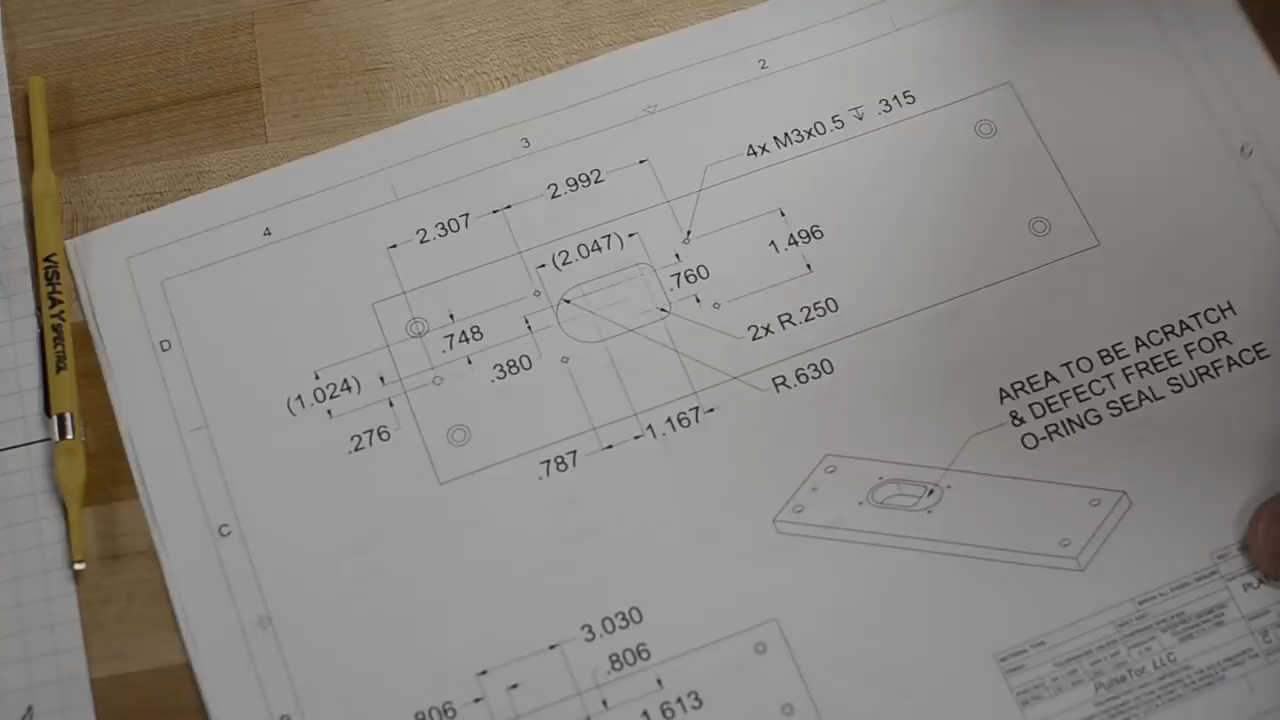 2
3
4
4x M3x0.5 ↧ .315
2.992
2.307
(2.047)
1.496
.760
.748
2x R.250
.380
R.630
(1.024)
.276
1.167
.787
D
C
VISHAY SPECTROL
AREA TO BE ACRATCH
& DEFECT FREE FOR
O-RING SEAL SURFACE
3.030
.806
.806
1.613
PulseTor, LLC